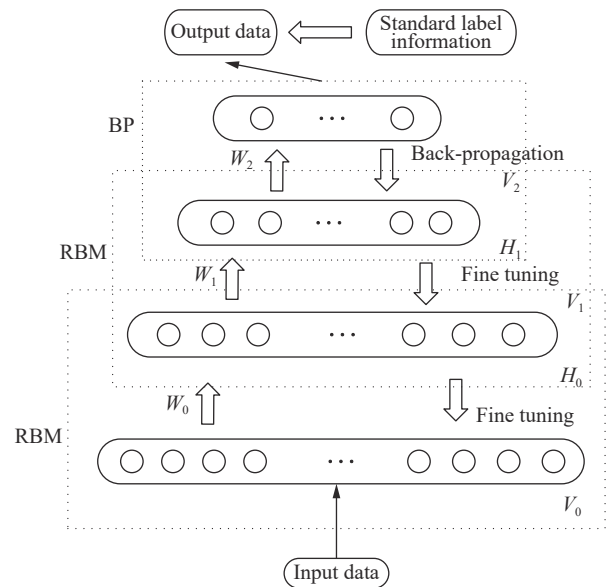 Output data
Standard label
information
BP
...
W2
Back-propagation
V2
RBM
...
H1
W1
Fine tuning
V1
...
H0
W0
Fine tuning
RBM
...
V0
Input data